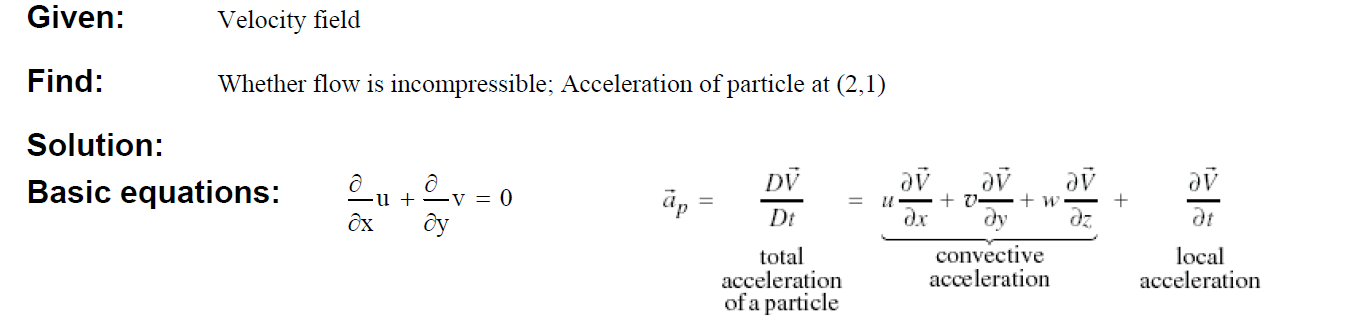 Given: Velocity field
Find: Whether flow is incompressible; Acceleration of particle at (2,1)
Solution:
Basic equations: ∂/∂x u + ∂/∂y v = 0    a⃗ₚ = DV⃗/Dt = u ∂V⃗/∂x + v ∂V⃗/∂y + w ∂V⃗/∂z + ∂V⃗/∂t
total acceleration of a particle
convective acceleration
local acceleration